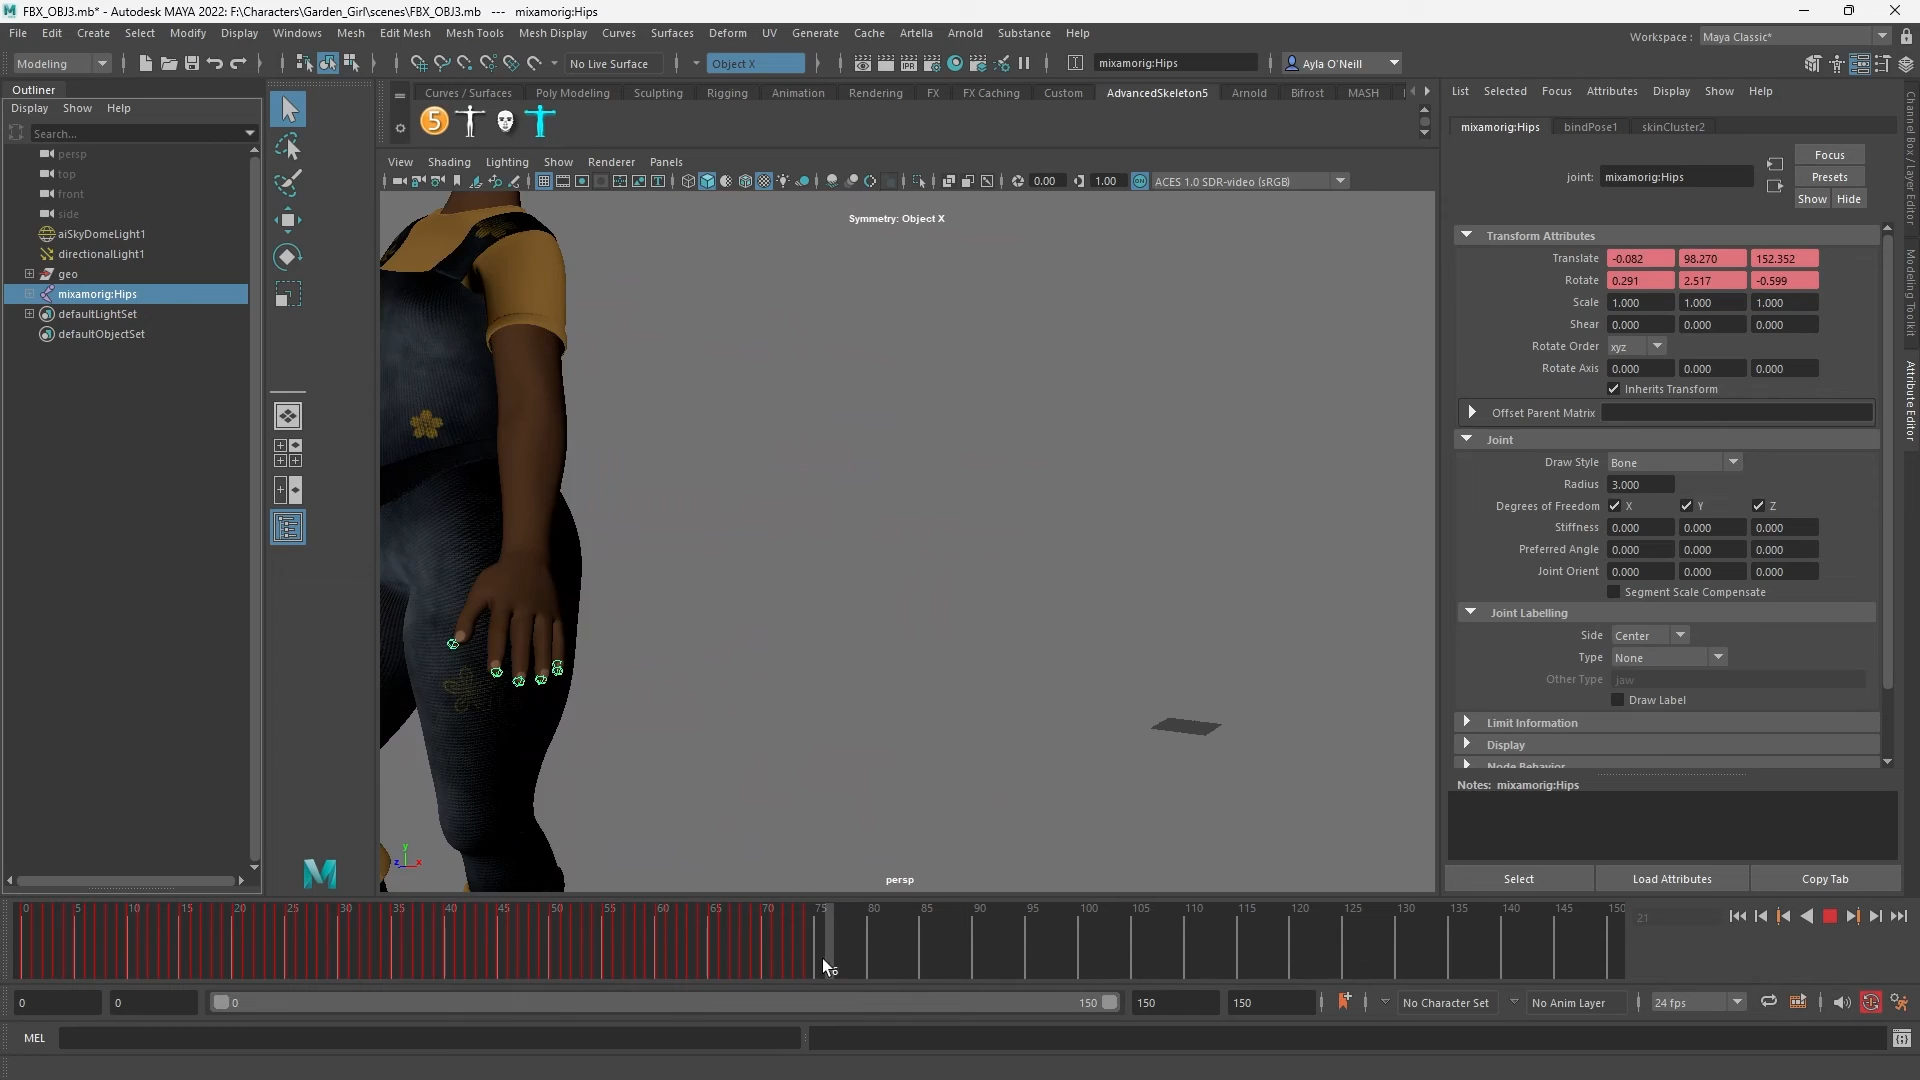 FBX_OBJ3.mb* - Autodesk MAYA 2022: F:\Characters\Garden_Girl\scenes\FBX_OBJ3.mb --- mixamorig:Hips
File Edit Create Select Modify Display Windows Mesh Edit Mesh Mesh Tools Mesh Display Curves Surfaces Deform UV Generate Cache Artella Arnold Substance Help
Workspace : Maya Classic*
Modeling No Live Surface Object X mixamorig:Hips Ayla O'Neill
Outliner
Display Show Help
Search...
persp
top
front
side
aiSkyDomeLight1
directionalLight1
geo
mixamorig:Hips
defaultLightSet
defaultObjectSet
Curves / Surfaces Poly Modeling Sculpting Rigging Animation Rendering FX FX Caching Custom AdvancedSkeleton5 Arnold Bifrost MASH
5
View Shading Lighting Show Renderer Panels
0.00 1.00 ON ACES 1.0 SDR-video (sRGB)
Symmetry: Object X
y
z x
persp
List Selected Focus Attributes Display Show Help
mixamorig:Hips bindPose1 skinCluster2
joint: mixamorig:Hips
Focus
Presets
Show Hide
Transform Attributes
Translate -0.082 98.270 152.352
Rotate 0.291 2.517 -0.599
Scale 1.000 1.000 1.000
Shear 0.000 0.000 0.000
Rotate Order xyz
Rotate Axis 0.000 0.000 0.000
Inherits Transform
Offset Parent Matrix
Joint
Draw Style Bone
Radius 3.000
Degrees of Freedom X Y Z
Stiffness 0.000 0.000 0.000
Preferred Angle 0.000 0.000 0.000
Joint Orient 0.000 0.000 0.000
Segment Scale Compensate
Joint Labelling
Side Center
Type None
Other Type jaw
Draw Label
Limit Information
Display
Node Behavior
Notes: mixamorig:Hips
Select Load Attributes Copy Tab
Channel Box / Layer Editor
Modeling Toolkit
Attribute Editor
0 5 10 15 20 25 30 35 40 45 50 55 60 65 70 75 80 85 90 95 100 105 110 115 120 125 130 135 140 145 150
21
0 0 0 150 150 150 No Character Set No Anim Layer 24 fps
MEL